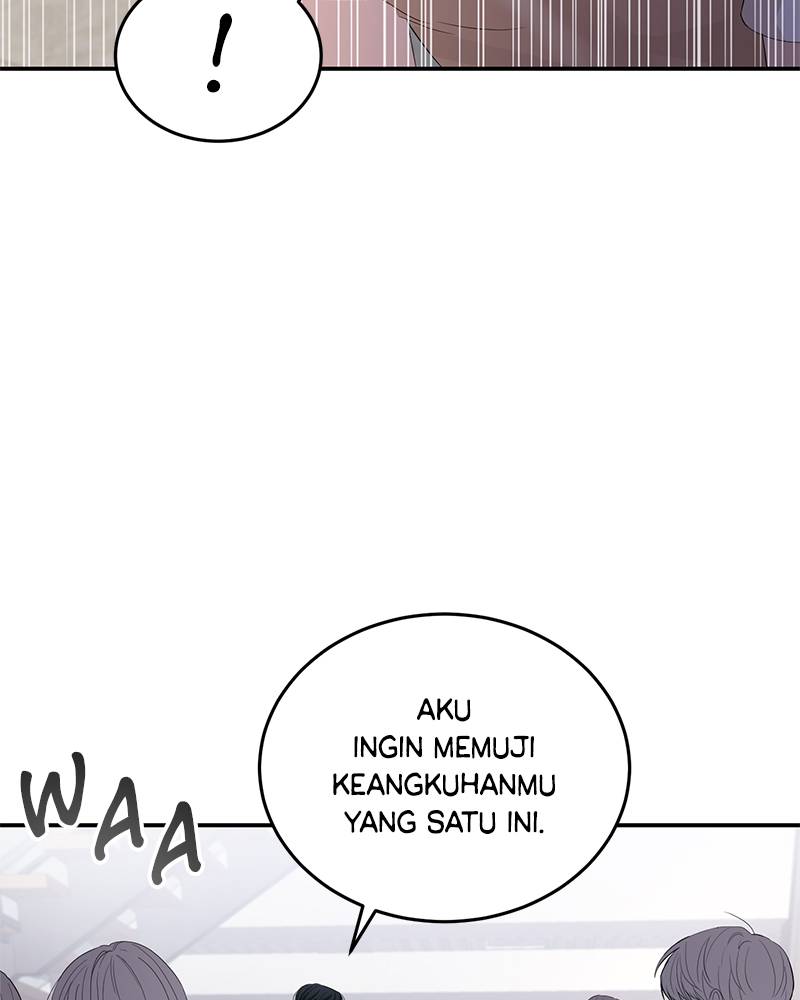 !
AKU
INGIN MEMUJI
KEANGKUHANMU
YANG SATU INI.
WAA